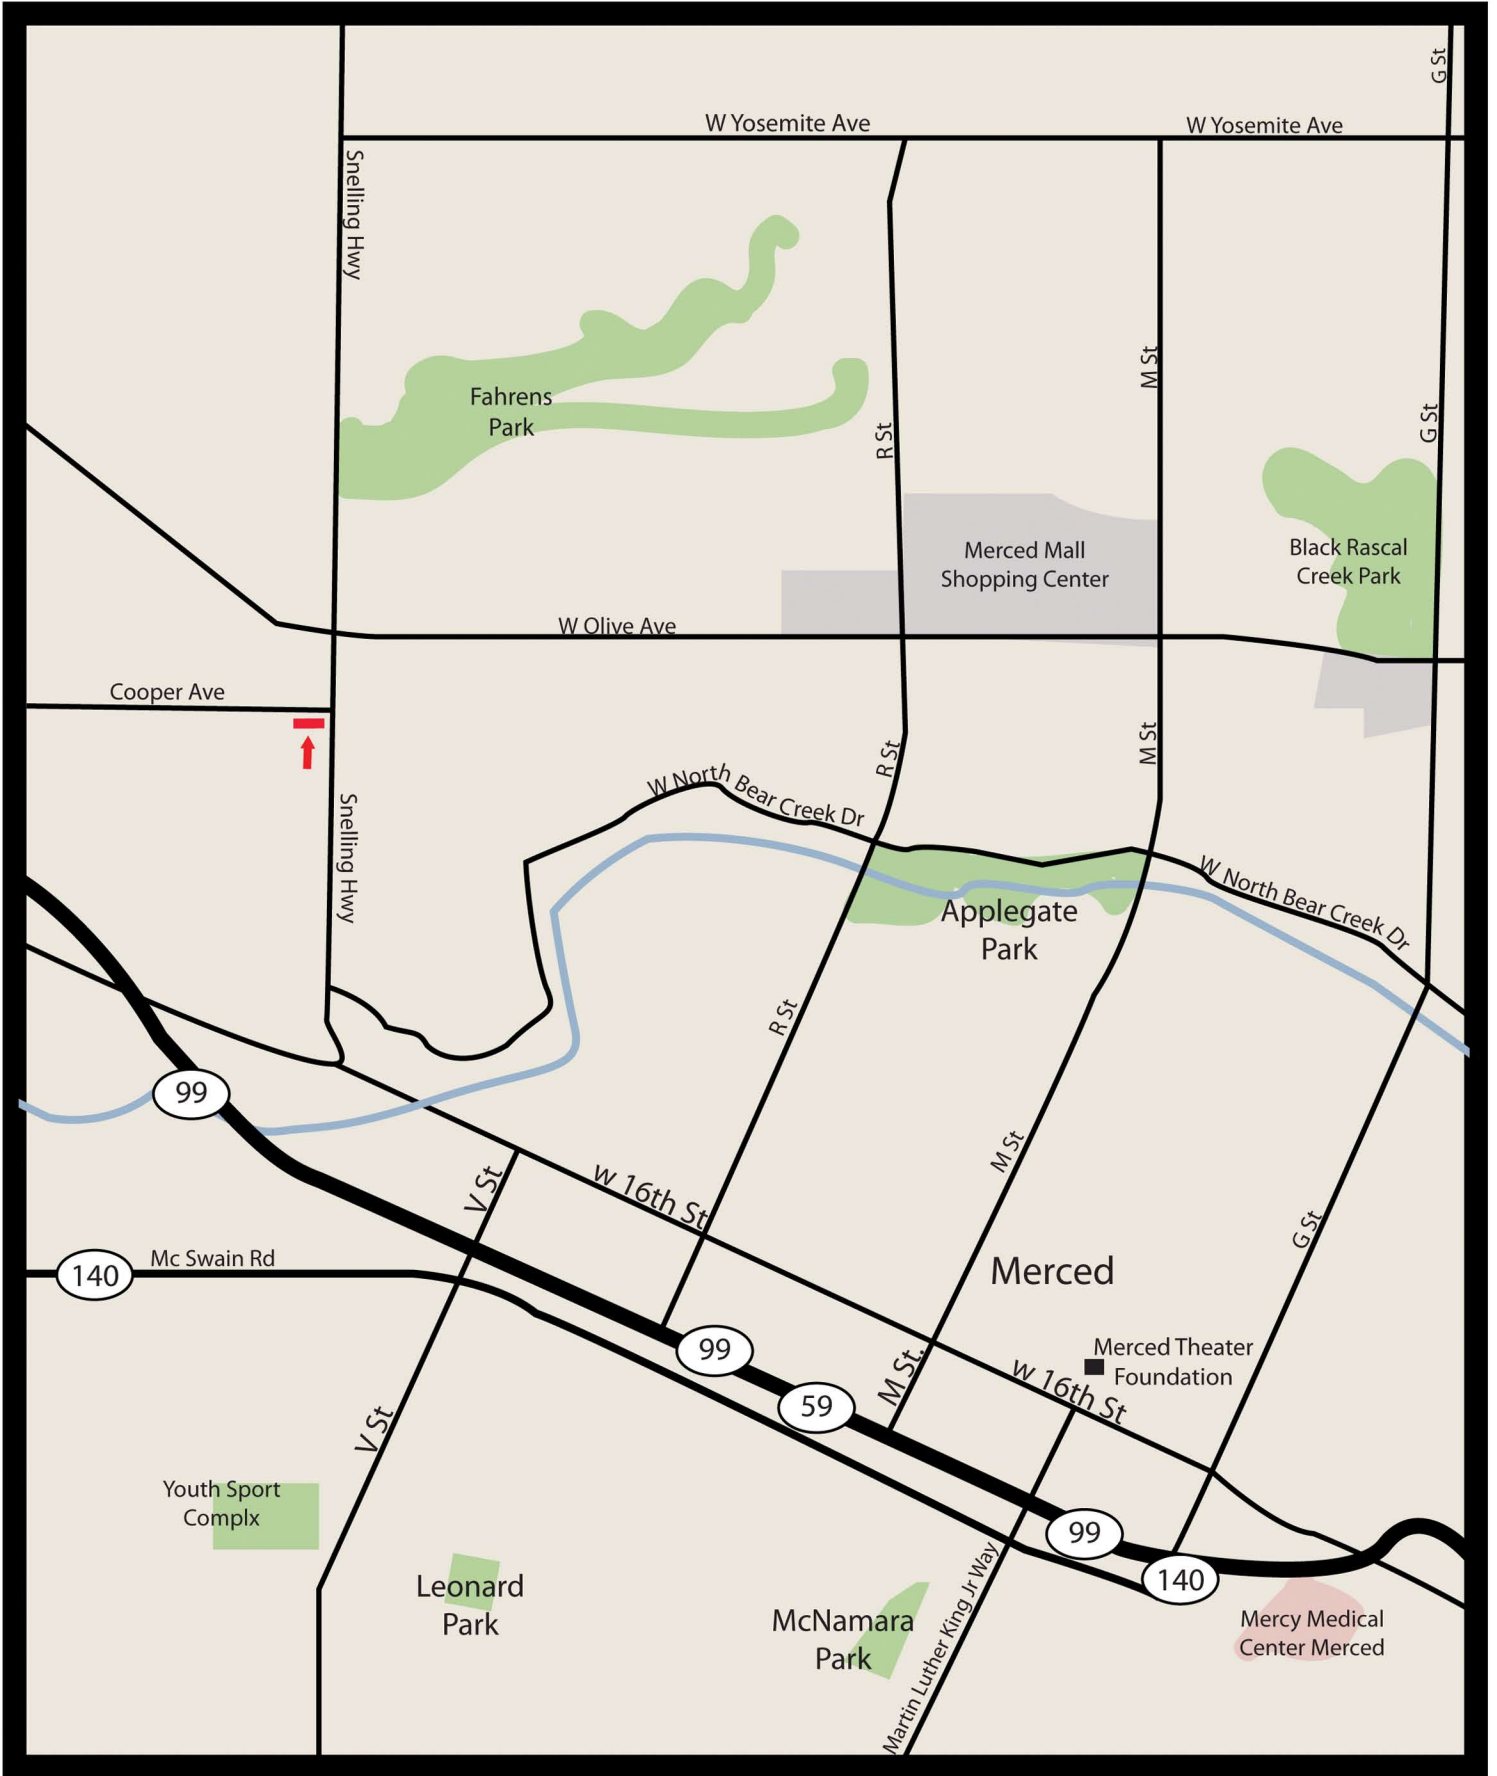 G St
W Yosemite Ave
W Yosemite Ave
Snelling Hwy
M St
Fahrens
Park
R St
G St
Merced Mall
Shopping Center
Black Rascal
Creek Park
W Olive Ave
Cooper Ave
M St
R St
W North Bear Creek Dr
Snelling Hwy
W North Bear Creek Dr
Applegate
Park
R St
99
M St
V St
W 16th St
G St
Mc Swain Rd
140
Merced
99
Merced Theater
Foundation
M St.
W 16th St
59
V St
Youth Sport
Complx
99
140
Leonard
Park
McNamara
Park
Martin Luther King Jr Way
Mercy Medical
Center Merced